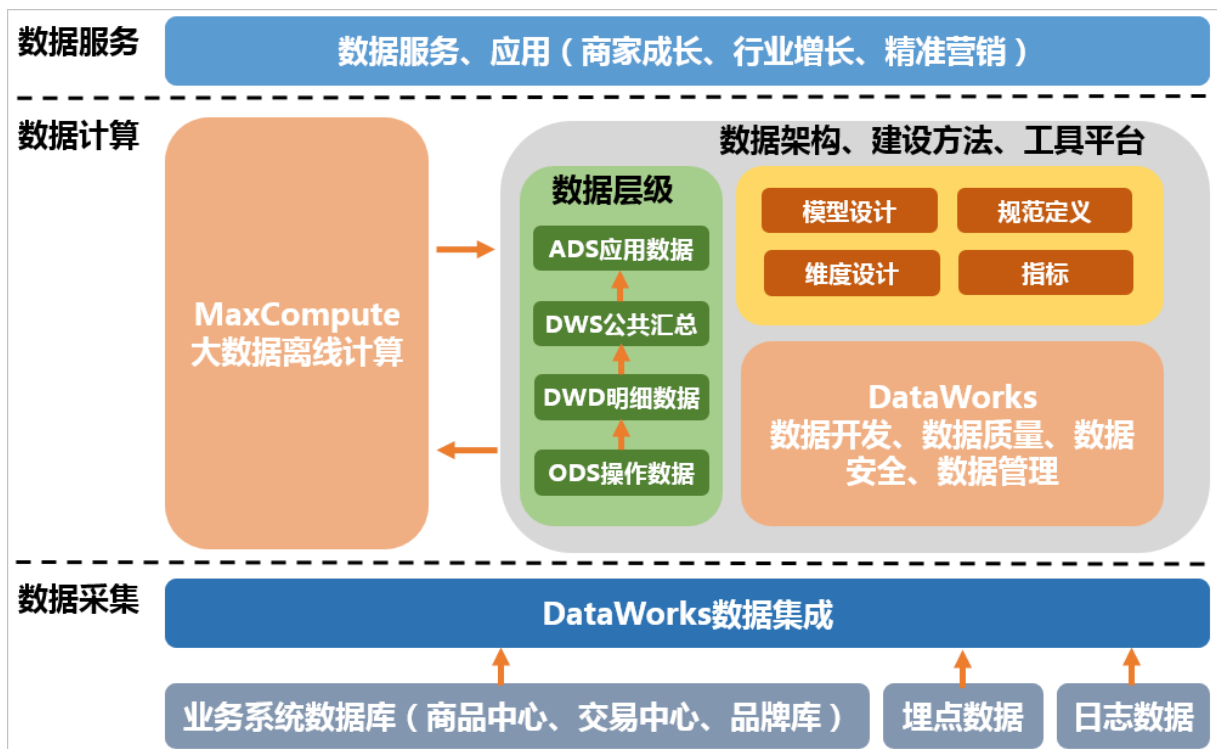 数据服务
数据服务、应用（商家成长、行业增长、精准营销）
数据计算
数据架构、建设方法、工具平台
数据层级
ADS应用数据
DWS公共汇总
DWD明细数据
ODS操作数据
模型设计
规范定义
维度设计
指标
MaxCompute
大数据离线计算
DataWorks
数据开发、数据质量、数据
安全、数据管理
数据采集
DataWorks数据集成
业务系统数据库（商品中心、交易中心、品牌库）
埋点数据
日志数据